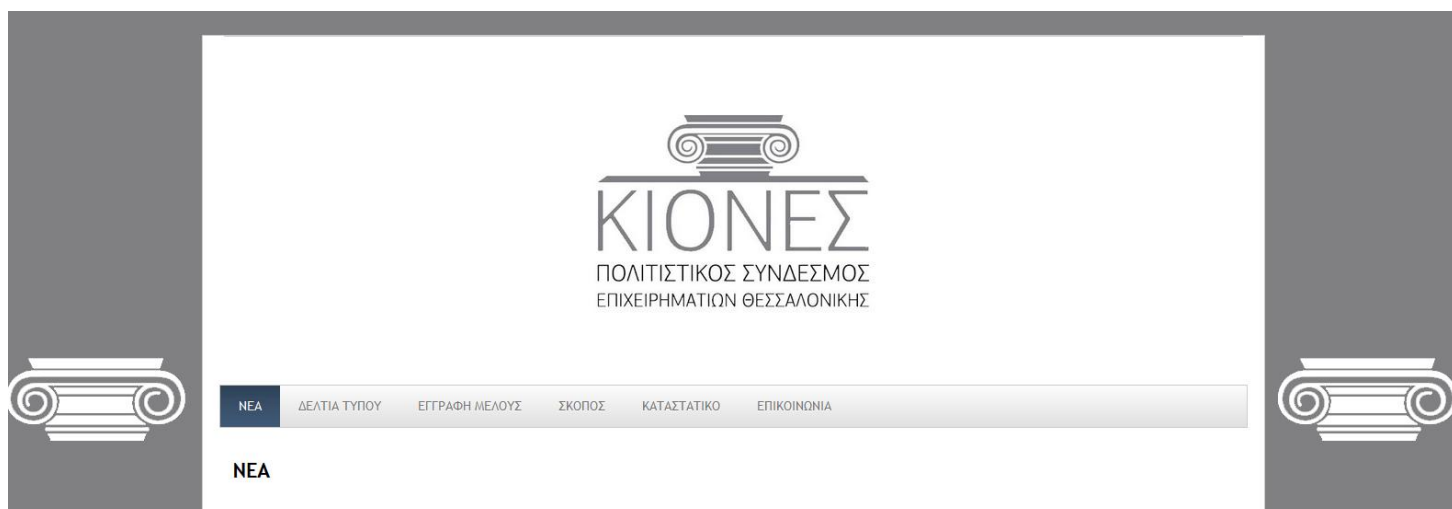 ΚΙΟΝΕΣ
ΠΟΛΙΤΙΣΤΙΚΟΣ ΣΥΝΔΕΣΜΟΣ
ΕΠΙΧΕΙΡΗΜΑΤΙΩΝ ΘΕΣΣΑΛΟΝΙΚΗΣ
ΝΕΑ ΔΕΛΤΙΑ ΤΥΠΟΥ ΕΓΓΡΑΦΗ ΜΕΛΟΥΣ ΣΚΟΠΟΣ ΚΑΤΑΣΤΑΤΙΚΟ ΕΠΙΚΟΙΝΩΝΙΑ
ΝΕΑ